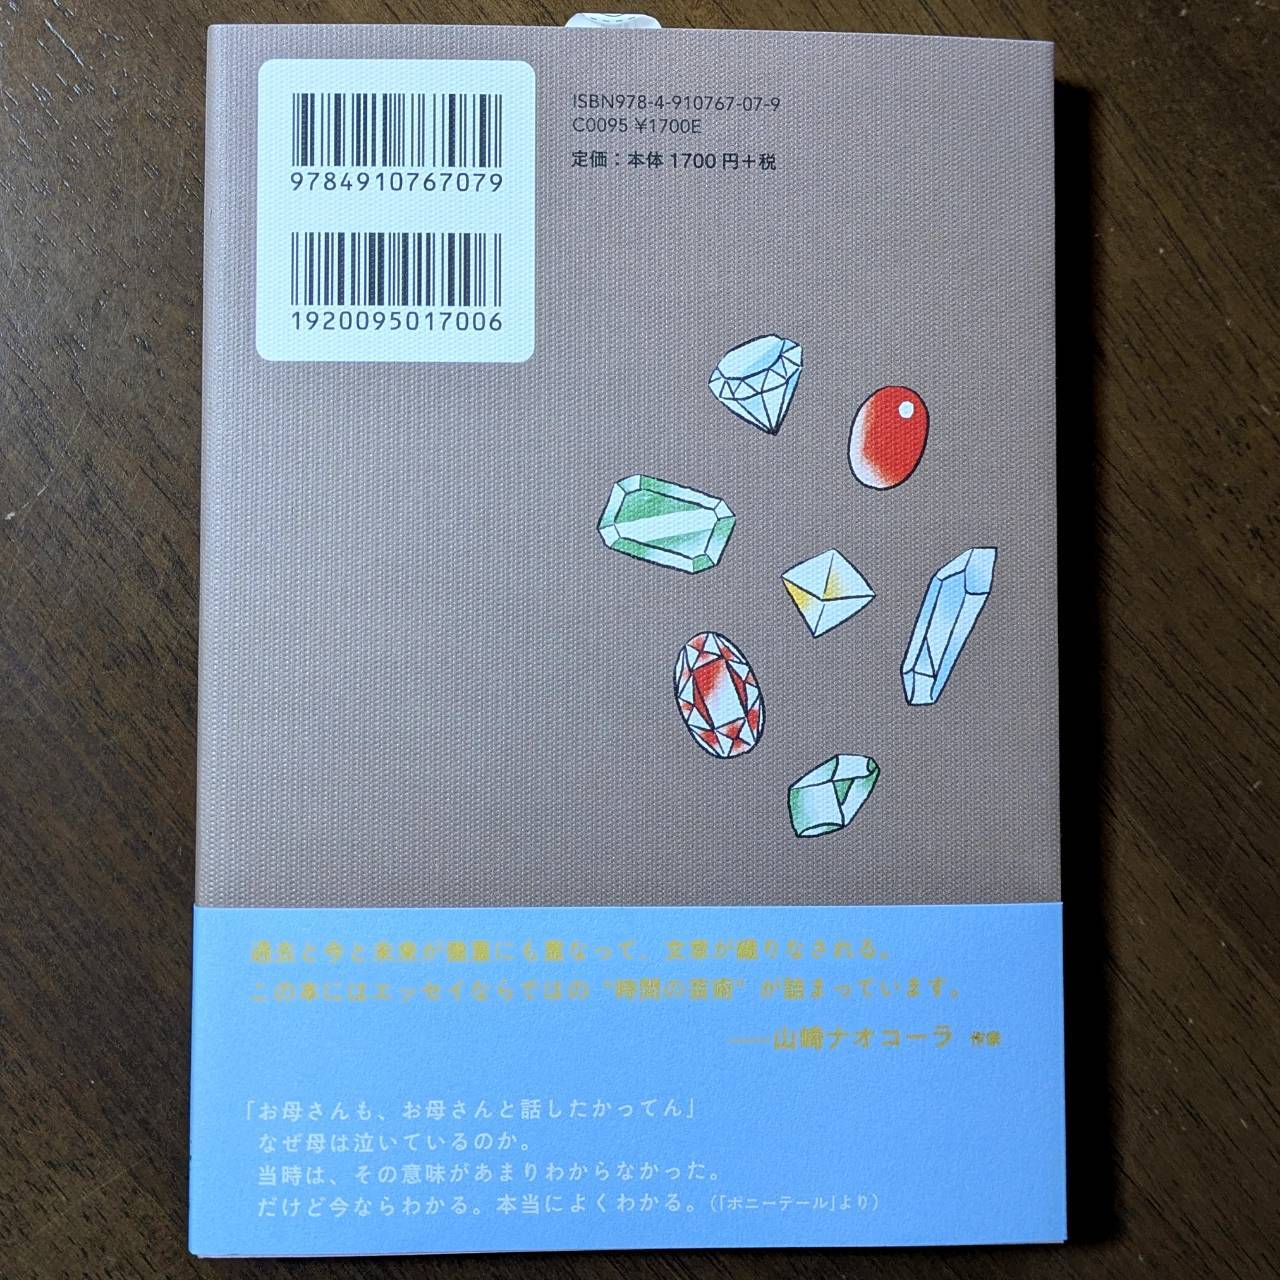 9784910767079
1920095017006
ISBN978-4-910767-07-9
C0095 ¥1700E
定価：本体 1700 円＋税
過去と今と未来が幾重にも重なって、文章が織りなされる。
この本にはエッセイならではの“時間の芸術”が詰まっています。
——山崎ナオコーラ 作家
「お母さんも、お母さんと話したかってん」
なぜ母は泣いているのか。
当時は、その意味があまりわからなかった。
だけど今ならわかる。本当によくわかる。（「ポニーテール」より）